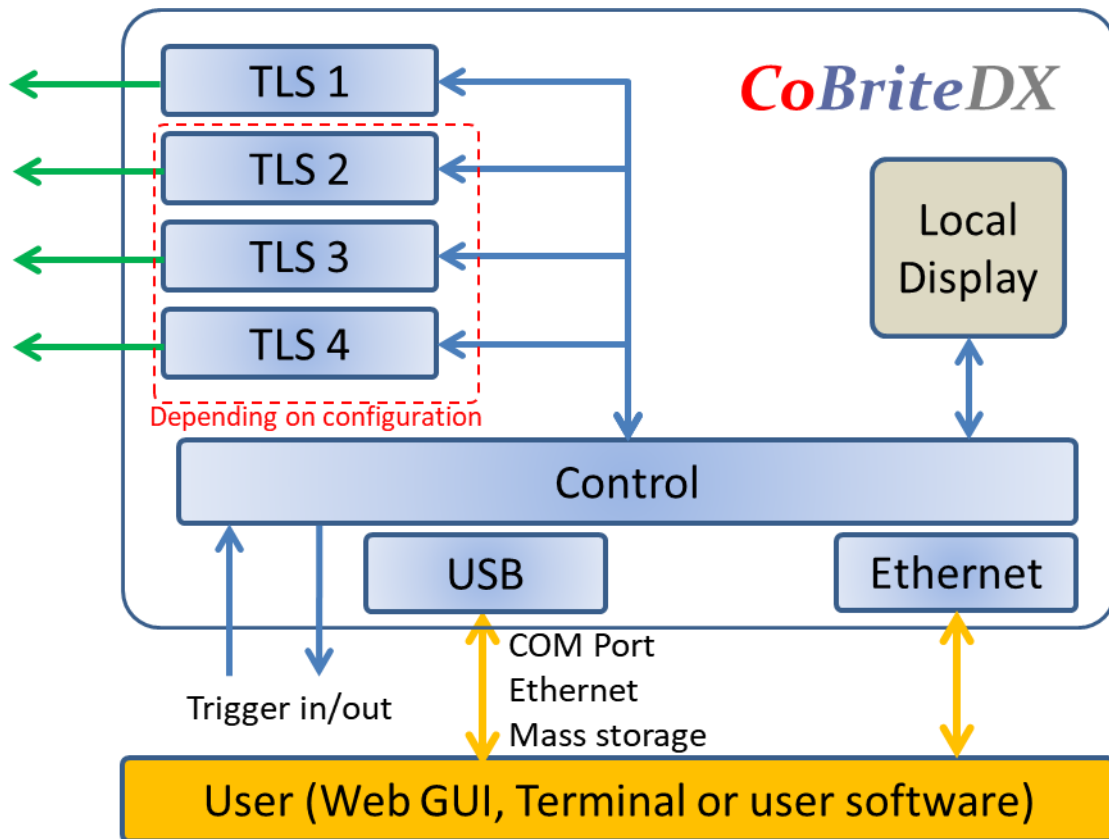 TLS 1
CoBriteDX
TLS 2
TLS 3
TLS 4
Local
Display
Depending on configuration
Control
USB
Ethernet
COM Port
Ethernet
Mass storage
Trigger in/out
User (Web GUI, Terminal or user software)